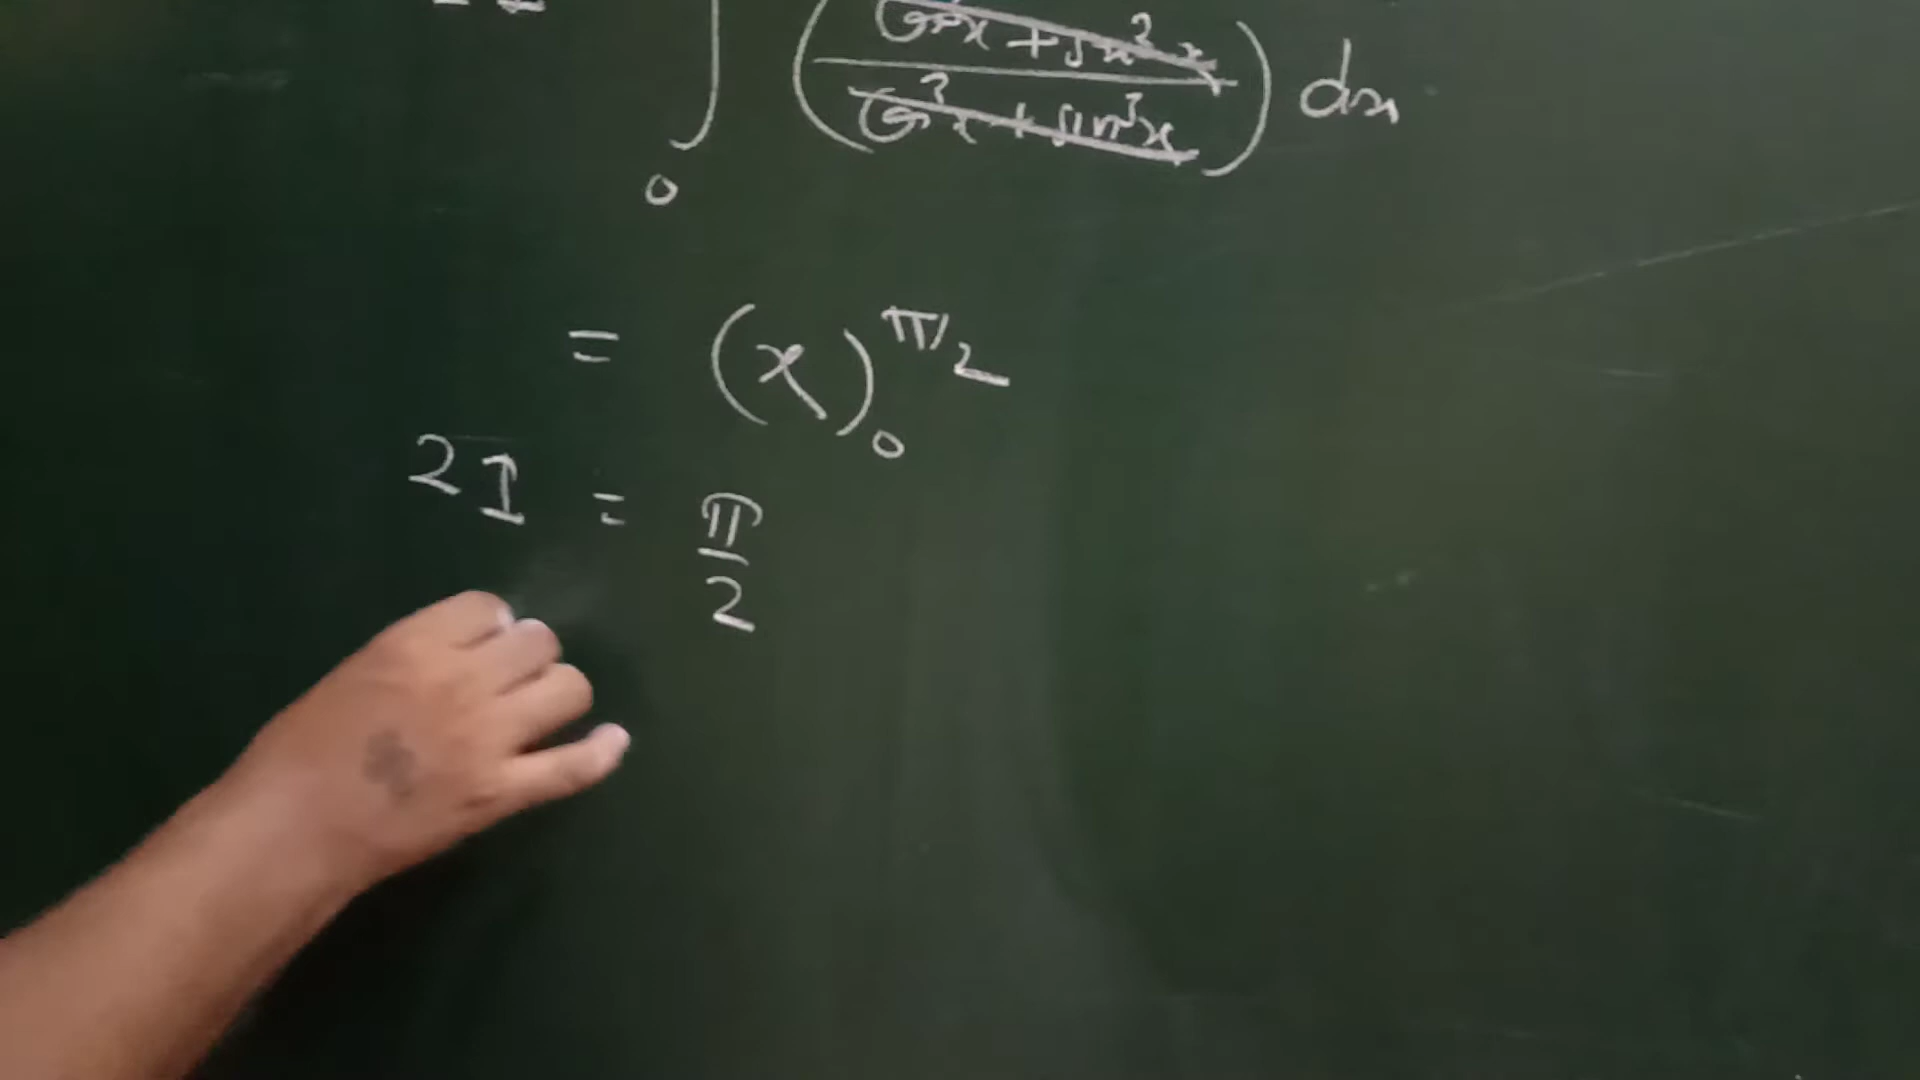 ∫₀ ( (cos³x + sin³x) / (cos³x + sin³x) ) dx
= (x)₀^π/2
2I = π/2